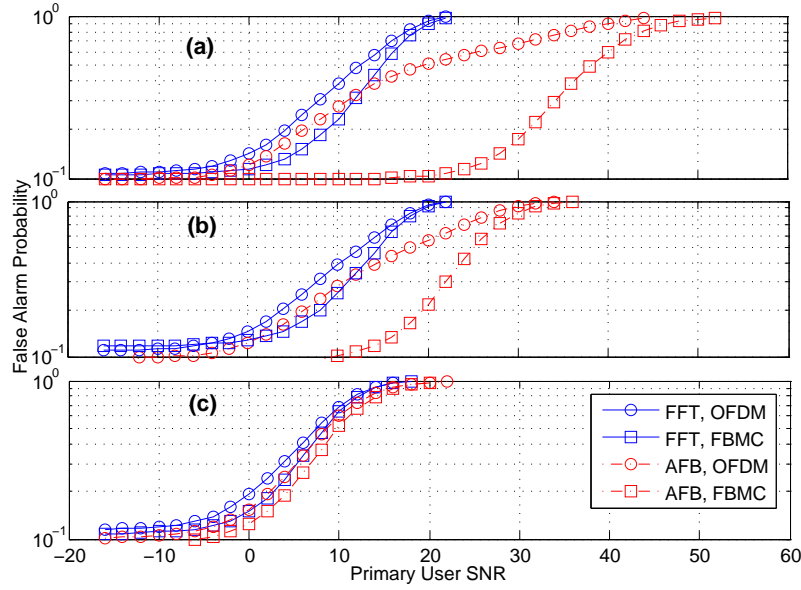 10^0
(a)
10^-1
10^0
(b)
10^-1
10^0
(c)
10^-1
False Alarm Probability
−20 −10 0 10 20 30 40 50 60
Primary User SNR
FFT, OFDM
FFT, FBMC
AFB, OFDM
AFB, FBMC